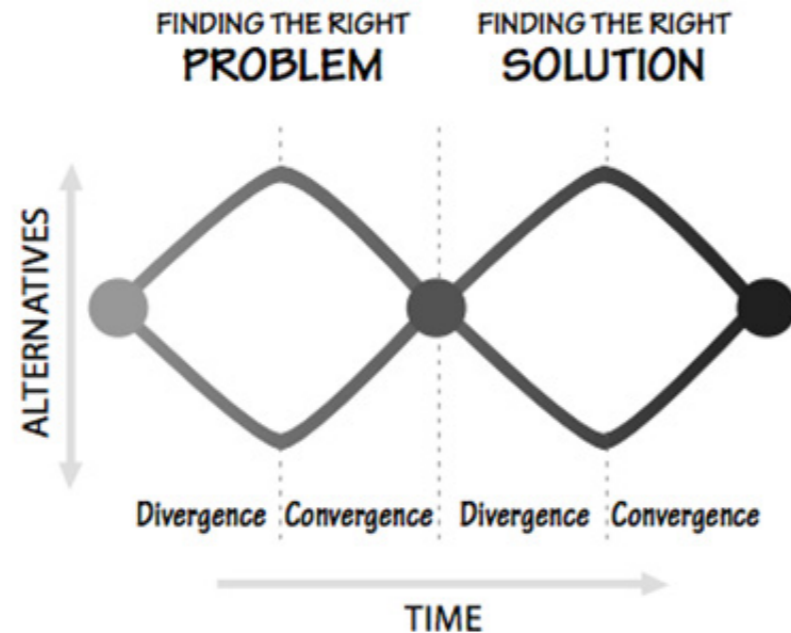 FINDING THE RIGHT
PROBLEM
FINDING THE RIGHT
SOLUTION
ALTERNATIVES
Divergence Convergence Divergence Convergence
TIME